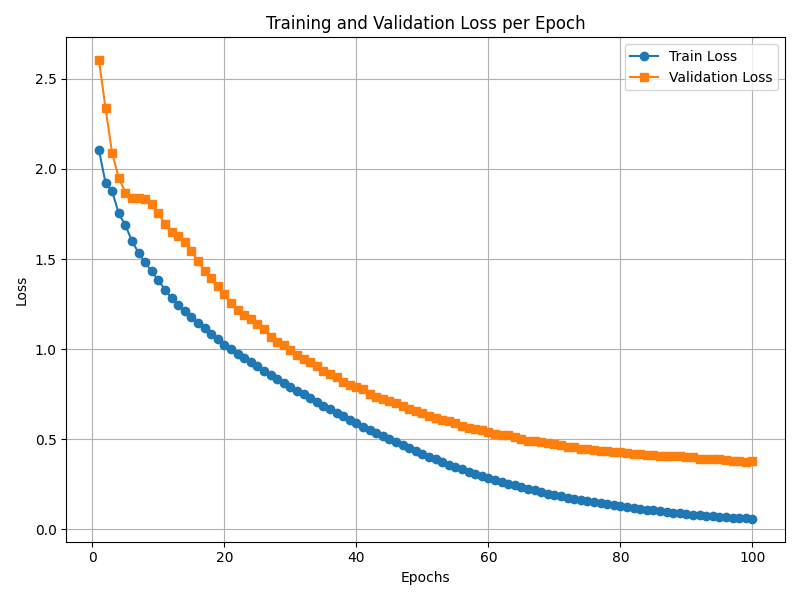 Training and Validation Loss per Epoch
Train Loss
Validation Loss
2.5
2.0
1.5
1.0
0.5
0.0
Loss
0 20 40 60 80 100
Epochs